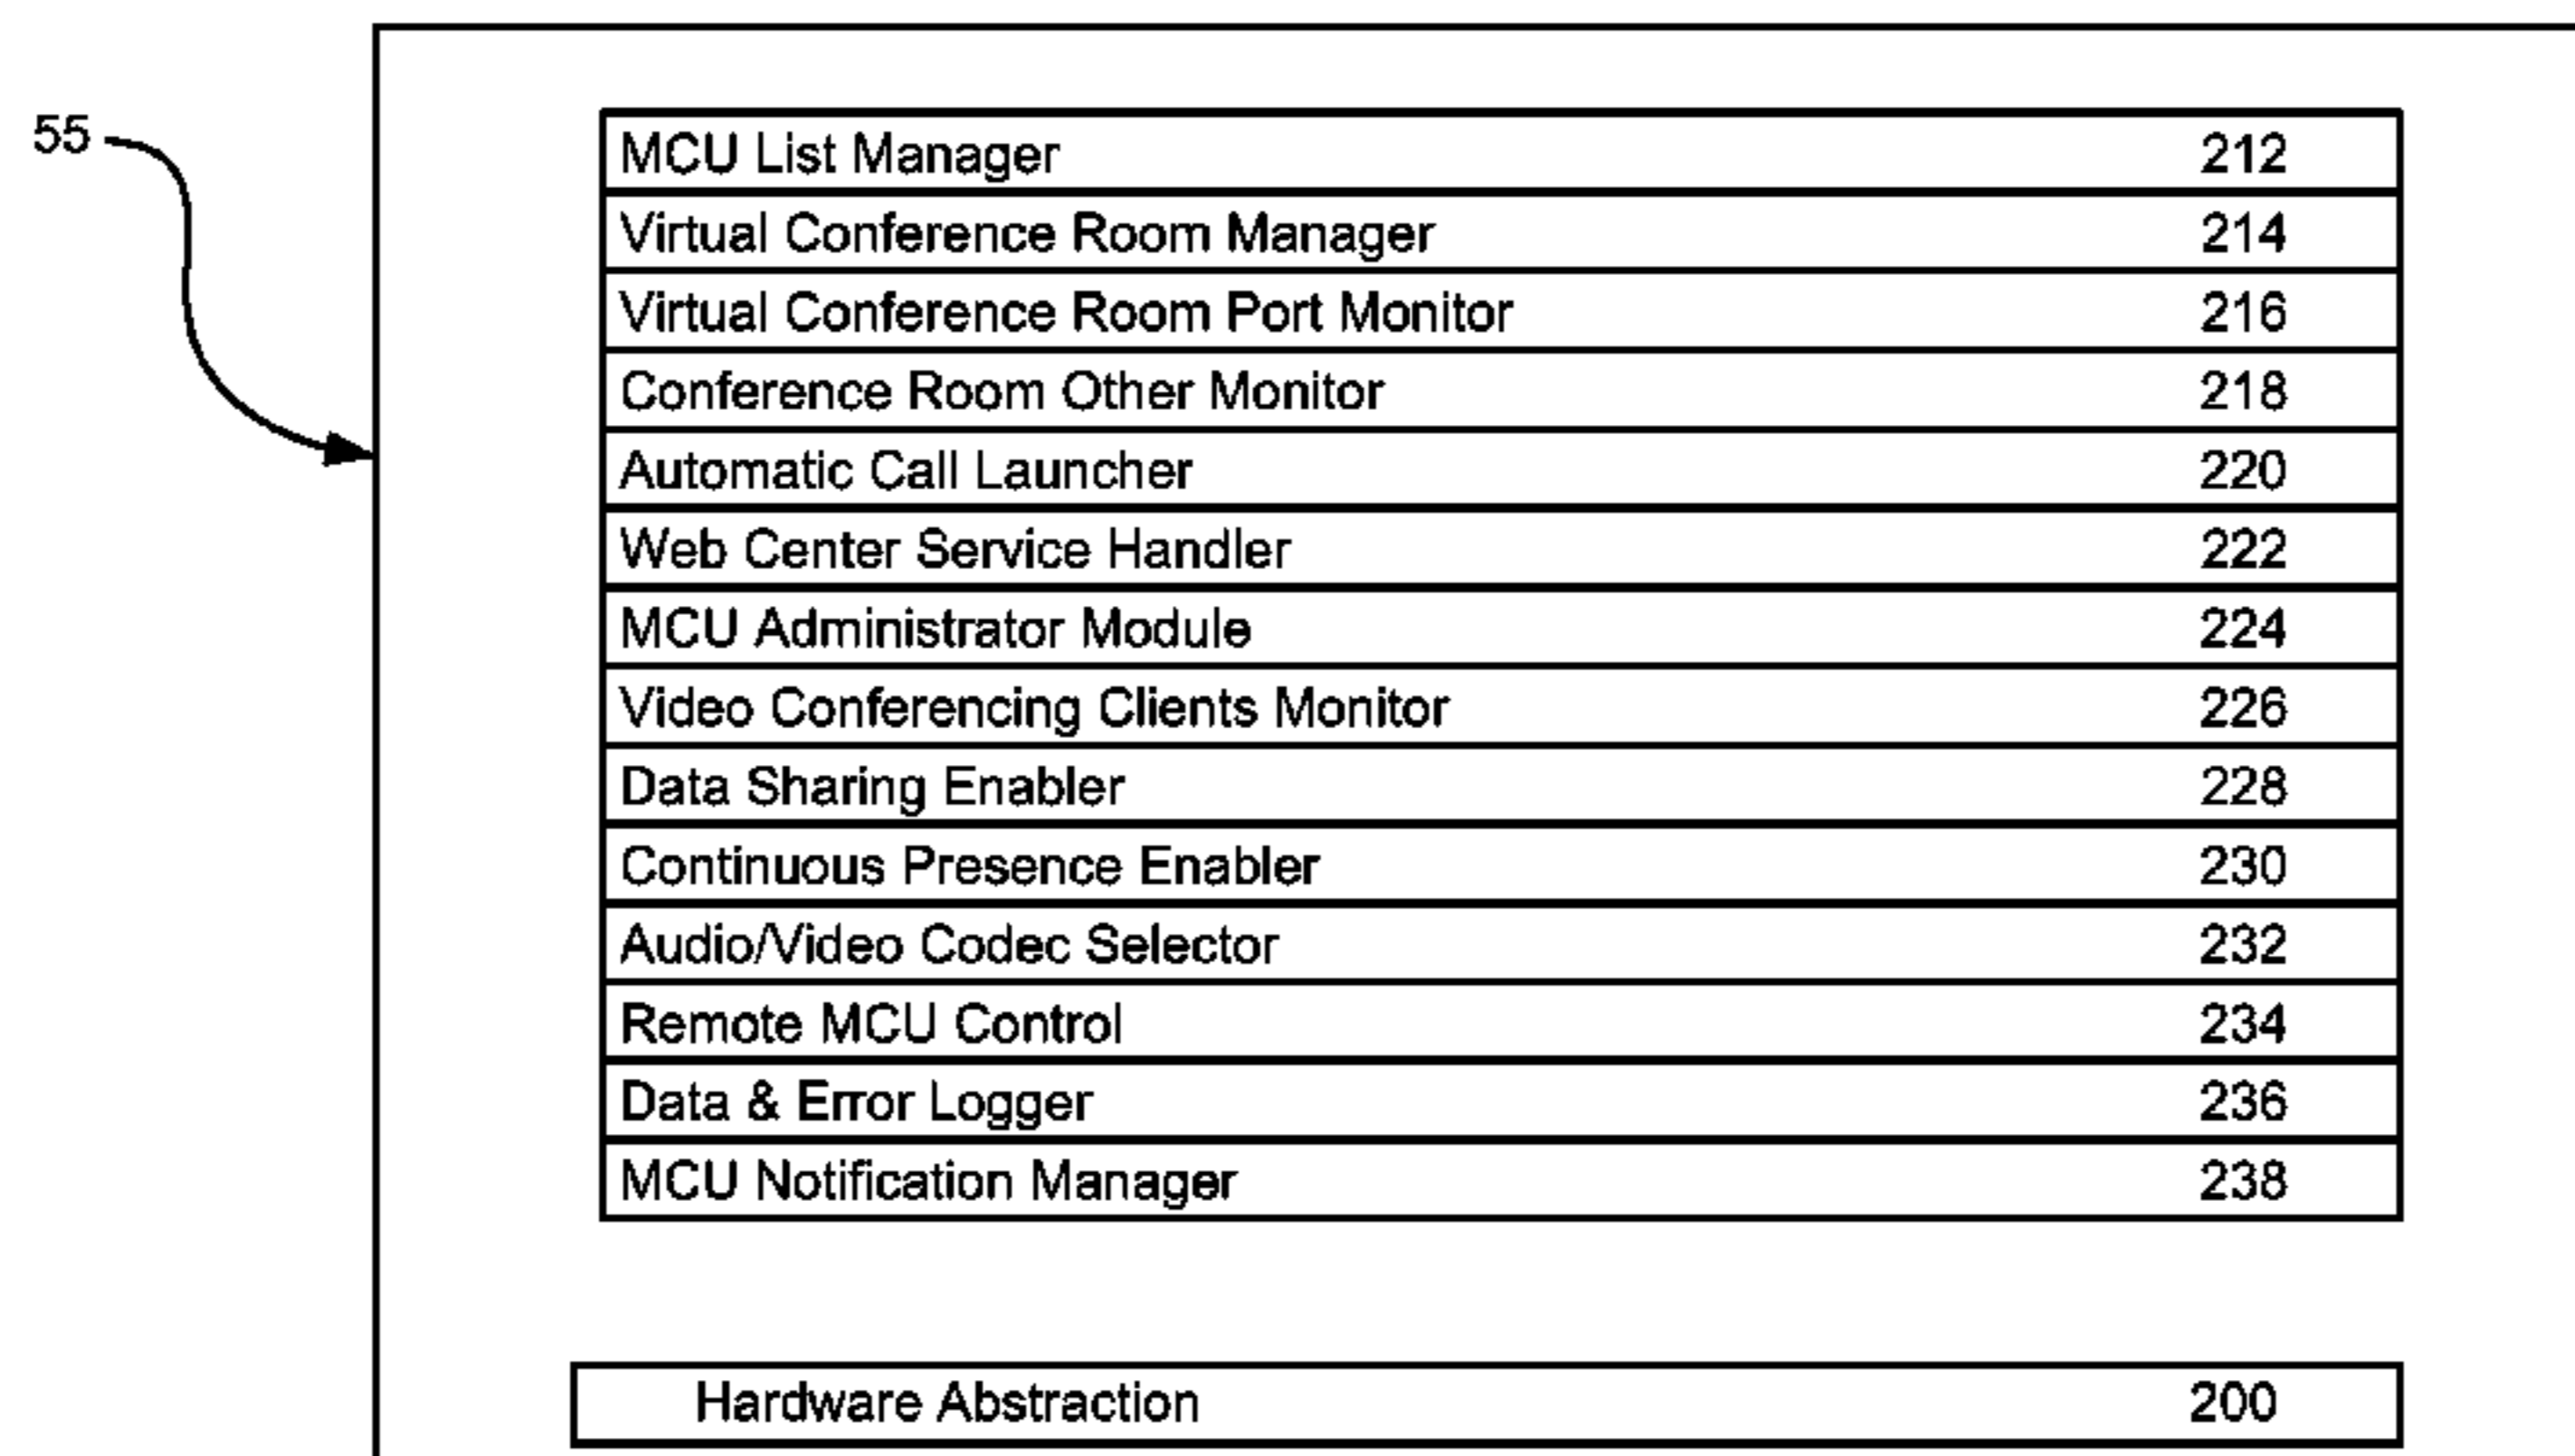 55
MCU List Manager 212
Virtual Conference Room Manager 214
Virtual Conference Room Port Monitor 216
Conference Room Other Monitor 218
Automatic Call Launcher 220
Web Center Service Handler 222
MCU Administrator Module 224
Video Conferencing Clients Monitor 226
Data Sharing Enabler 228
Continuous Presence Enabler 230
Audio/Video Codec Selector 232
Remote MCU Control 234
Data & Error Logger 236
MCU Notification Manager 238
Hardware Abstraction 200